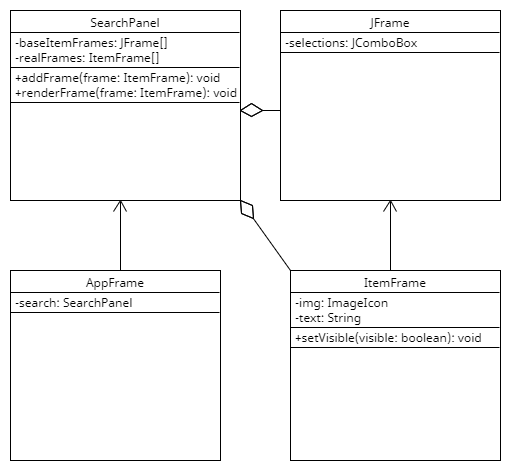 SearchPanel
-baseItemFrames: JFrame[]
-realFrames: ItemFrame[]
+addFrame(frame: ItemFrame): void
+renderFrame(frame: ItemFrame): void
JFrame
-selections: JComboBox
AppFrame
-search: SearchPanel
ItemFrame
-img: ImageIcon
-text: String
+setVisible(visible: boolean): void